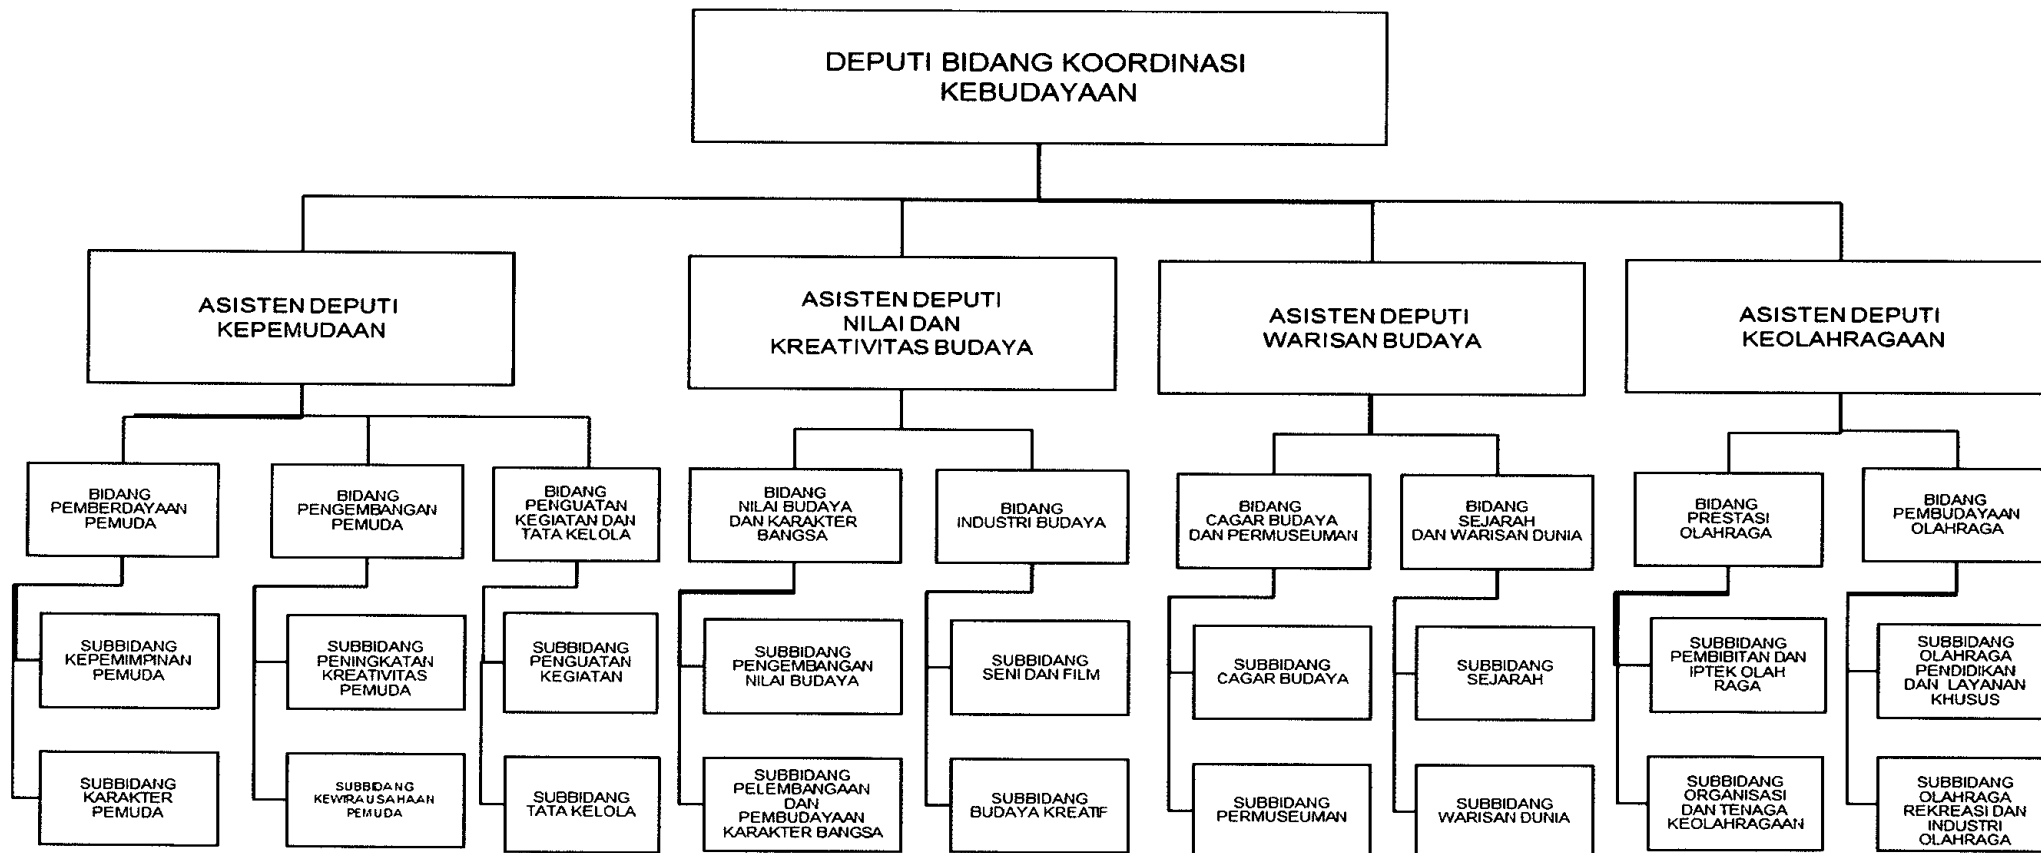 DEPUTI BIDANG KOORDINASI
KEBUDAYAAN
ASISTEN DEPUTI
KEPEMUDAAN
ASISTEN DEPUTI
NILAI DAN
KREATIVITAS BUDAYA
ASISTEN DEPUTI
WARISAN BUDAYA
ASISTEN DEPUTI
KEOLAHRAGAAN
BIDANG
PEMBERDAYAAN
PEMUDA
BIDANG
PENGEMBANGAN
PEMUDA
BIDANG
PENGUATAN
KEGIATAN DAN
TATA KELOLA
BIDANG
NILAI BUDAYA
DAN KARAKTER
BANGSA
BIDANG
INDUSTRI BUDAYA
BIDANG
CAGAR BUDAYA
DAN PERMUSEUMAN
BIDANG
SEJARAH
DAN WARISAN DUNIA
BIDANG
PRESTASI
OLAHRAGA
BIDANG
PEMBUDAYAAN
OLAHRAGA
SUBBIDANG
KEPEMIMPINAN
PEMUDA
SUBBIDANG
PENINGKATAN
KREATIVITAS
PEMUDA
SUBBIDANG
PENGUATAN
KEGIATAN
SUBBIDANG
PENGEMBANGAN
NILAI BUDAYA
SUBBIDANG
SENI DAN FILM
SUBBIDANG
CAGAR BUDAYA
SUBBIDANG
SEJARAH
SUBBIDANG
PEMBIBITAN DAN
IPTEK OLAH
RAGA
SUBBIDANG
OLAHRAGA
PENDIDIKAN
DAN LAYANAN
KHUSUS
SUBBIDANG
KARAKTER
PEMUDA
SUBBIDANG
KEWIRAUSAHAAN
PEMUDA
SUBBIDANG
TATA KELOLA
SUBBIDANG
PELEMBANGAAN
DAN
PEMBUDAYAAN
KARAKTER BANGSA
SUBBIDANG
BUDAYA KREATIF
SUBBIDANG
PERMUSEUMAN
SUBBIDANG
WARISAN DUNIA
SUBBIDANG
ORGANISASI
DAN TENAGA
KEOLAHRAGAAN
SUBBIDANG
OLAHRAGA
REKREASI DAN
INDUSTRI
OLAHRAGA